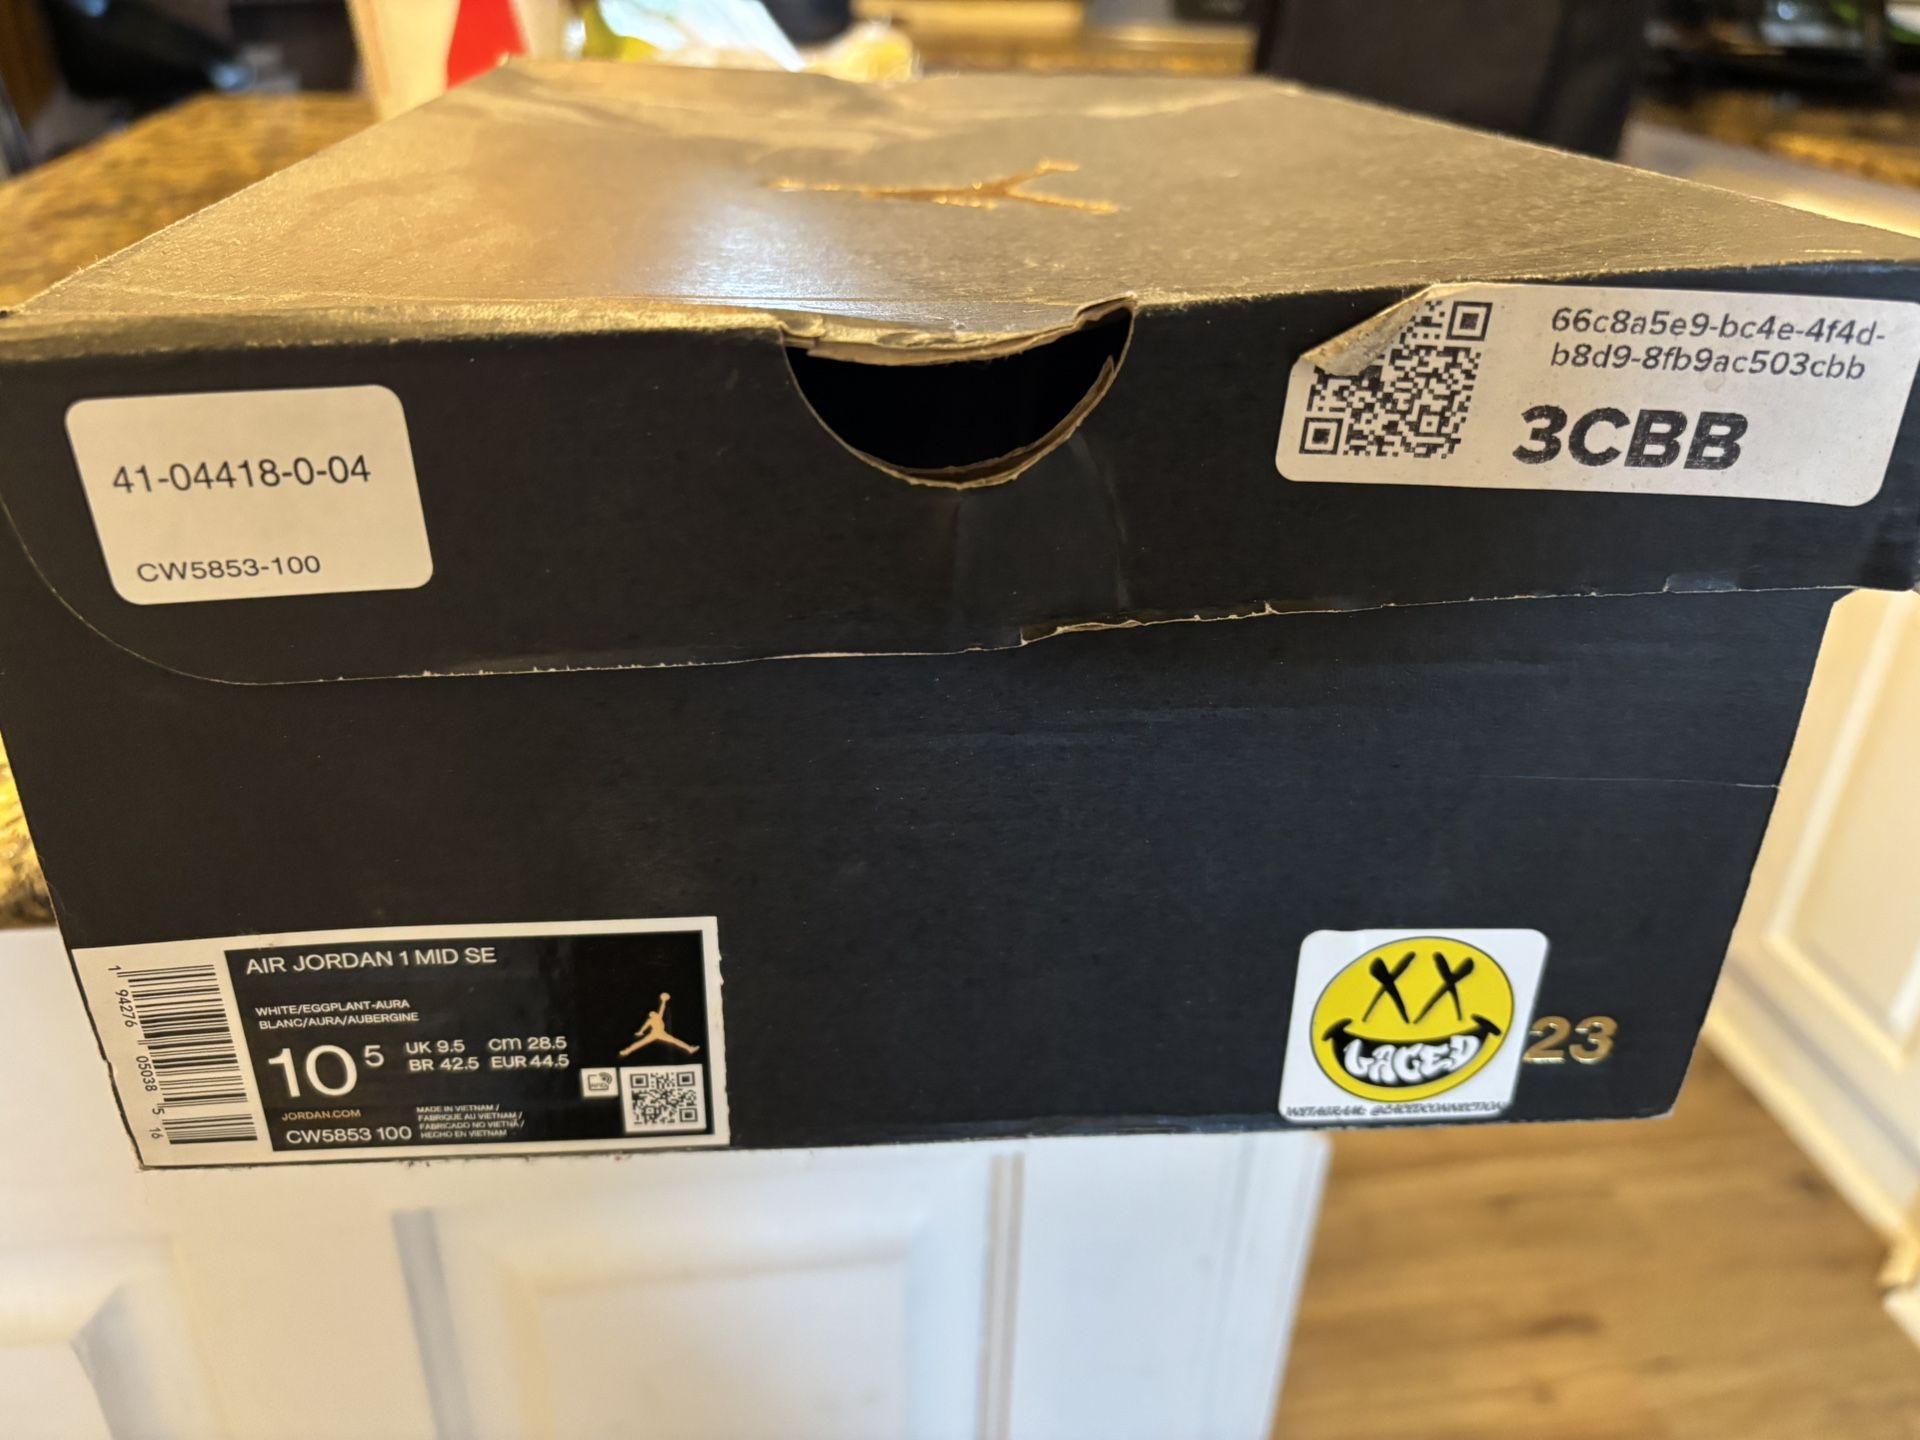 66c8a5e9-bc4e-4f4d-
b8d9-8fb9ac503cbb
3CBB
41-04418-0-04
CW5853-100
AIR JORDAN 1 MID SE
WHITE/EGGPLANT-AURA
BLANC/AURA/AUBERGINE
10 5
UK 9.5 cm 28.5
BR 42.5 EUR 44.5
JORDAN.COM
MADE IN VIETNAM /
FABRIQUE AU VIETNAM /
FABRICADO NO VIETNÃ /
HECHO EN VIETNAM
CW5853 100
1 94276 05038 5 16
LACED
23